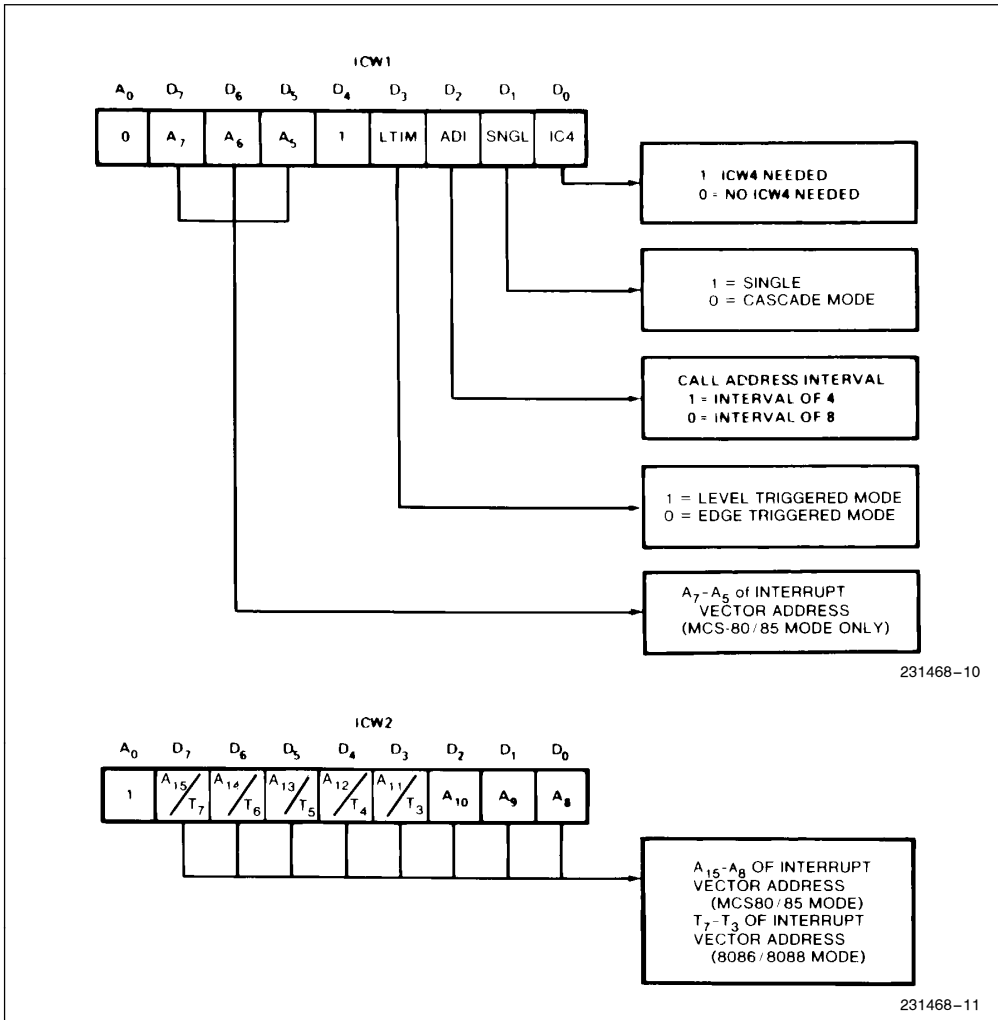 ICW1
A₀ D₇ D₆ D₅ D₄ D₃ D₂ D₁ D₀
0 A₇ A₆ A₅ 1 LTIM ADI SNGL IC4
1 ICW4 NEEDED
0 = NO ICW4 NEEDED
1 = SINGLE
0 = CASCADE MODE
CALL ADDRESS INTERVAL
1 = INTERVAL OF 4
0 = INTERVAL OF 8
1 = LEVEL TRIGGERED MODE
0 = EDGE TRIGGERED MODE
A₇-A₅ of INTERRUPT
VECTOR ADDRESS
(MCS-80/85 MODE ONLY)
231468-10
ICW2
A₀ D₇ D₆ D₅ D₄ D₃ D₂ D₁ D₀
1 A₁₅/T₇ A₁₄/T₆ A₁₃/T₅ A₁₂/T₄ A₁₁/T₃ A₁₀ A₉ A₈
A₁₅-A₈ OF INTERRUPT
VECTOR ADDRESS
(MCS80/85 MODE)
T₇-T₃ OF INTERRUPT
VECTOR ADDRESS
(8086/8088 MODE)
231468-11